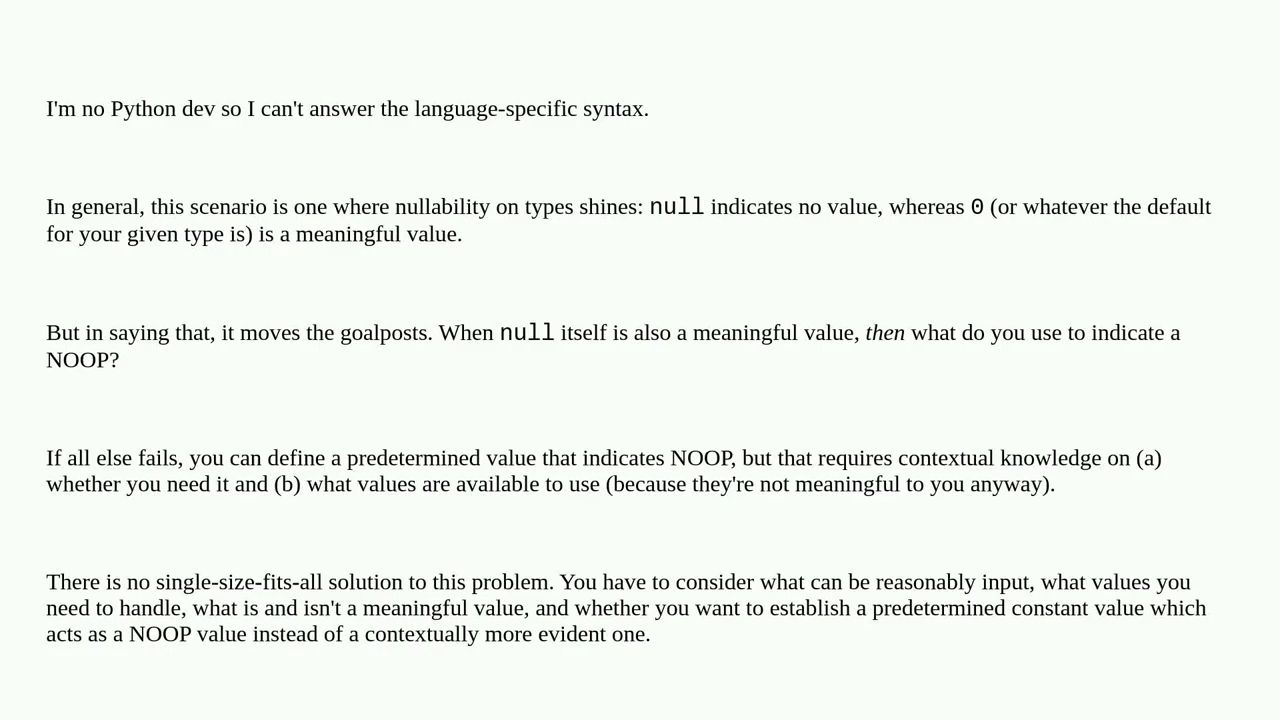 I'm no Python dev so I can't answer the language-specific syntax.
In general, this scenario is one where nullability on types shines: null indicates no value, whereas 0 (or whatever the default
for your given type is) is a meaningful value.
But in saying that, it moves the goalposts. When null itself is also a meaningful value, then what do you use to indicate a
NOOP?
If all else fails, you can define a predetermined value that indicates NOOP, but that requires contextual knowledge on (a)
whether you need it and (b) what values are available to use (because they're not meaningful to you anyway).
There is no single-size-fits-all solution to this problem. You have to consider what can be reasonably input, what values you
need to handle, what is and isn't a meaningful value, and whether you want to establish a predetermined constant value which
acts as a NOOP value instead of a contextually more evident one.